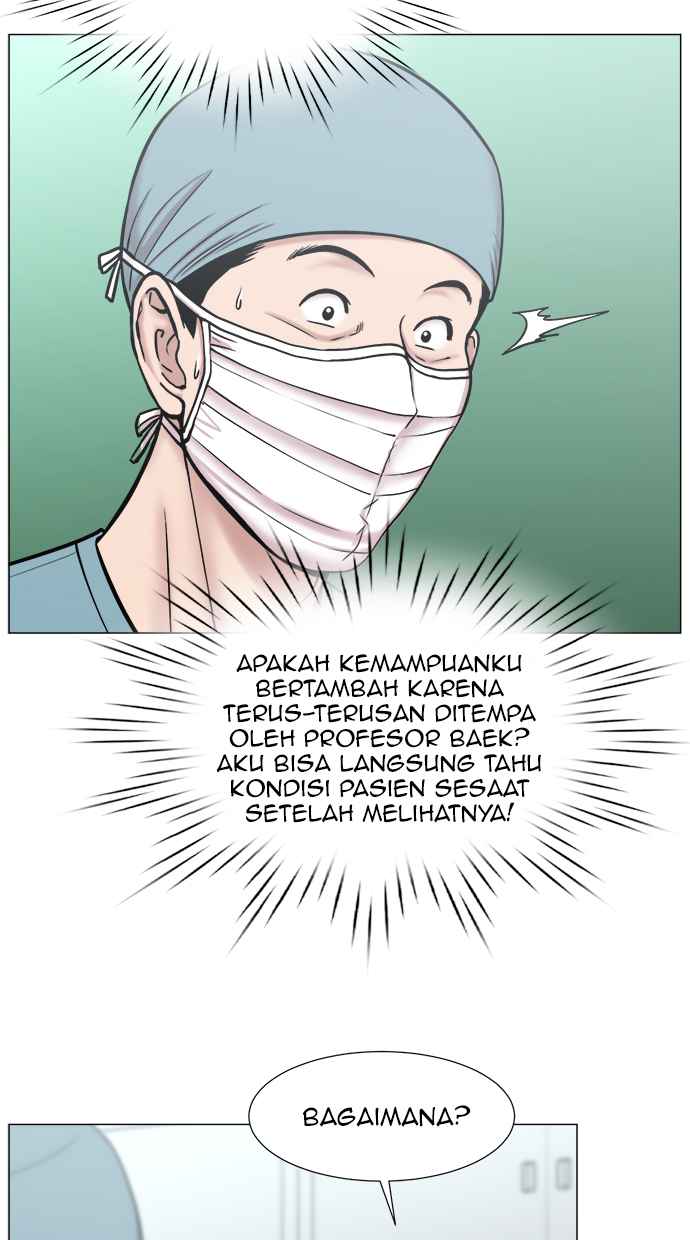 APAKAH KEMAMPUANKU
BERTAMBAH KARENA
TERUS-TERUSAN DITEMPA
OLEH PROFESOR BAEK?
AKU BISA LANGSUNG TAHU
KONDISI PASIEN SESAAT
SETELAH MELIHATNYA!
BAGAIMANA?